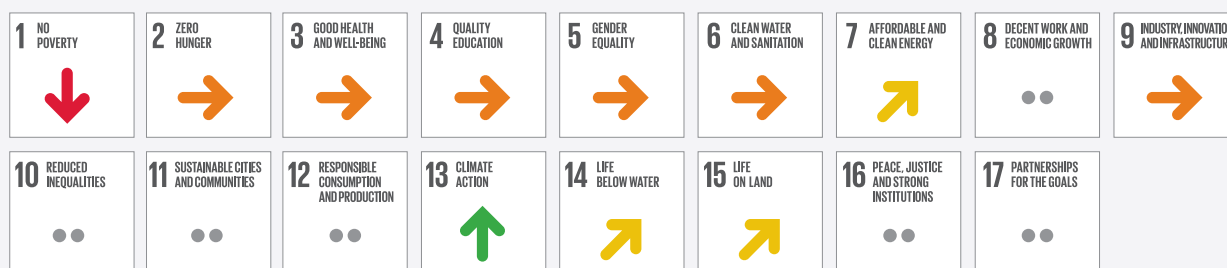 1 NO
POVERTY
2 ZERO
HUNGER
3 GOOD HEALTH
AND WELL-BEING
4 QUALITY
EDUCATION
5 GENDER
EQUALITY
6 CLEAN WATER
AND SANITATION
7 AFFORDABLE AND
CLEAN ENERGY
8 DECENT WORK AND
ECONOMIC GROWTH
9 INDUSTRY, INNOVATIO
AND INFRASTRUCTUR
10 REDUCED
INEQUALITIES
11 SUSTAINABLE CITIES
AND COMMUNITIES
12 RESPONSIBLE
CONSUMPTION
AND PRODUCTION
13 CLIMATE
ACTION
14 LIFE
BELOW WATER
15 LIFE
ON LAND
16 PEACE, JUSTICE
AND STRONG
INSTITUTIONS
17 PARTNERSHIPS
FOR THE GOALS